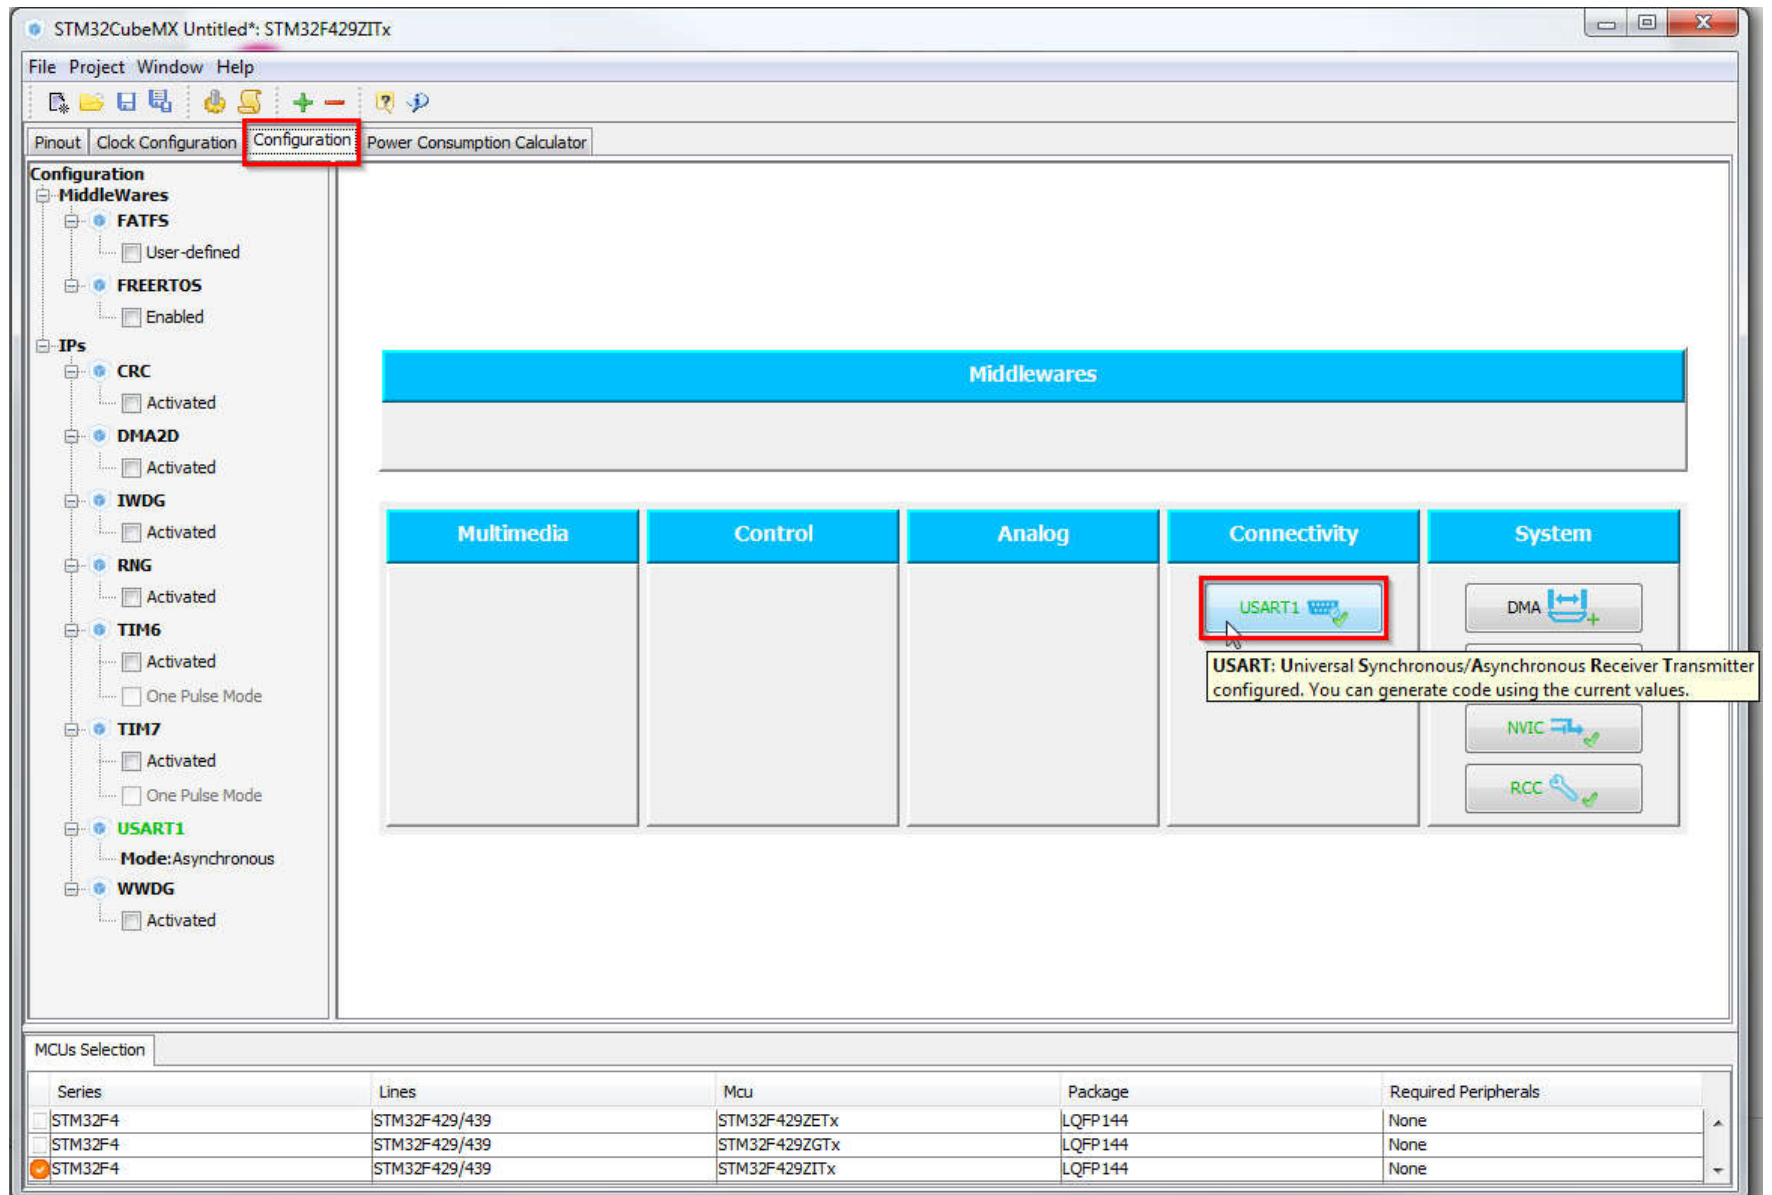 STM32CubeMX Untitled*: STM32F429ZITx
File Project Window Help
Pinout Clock Configuration Configuration Power Consumption Calculator
Configuration
MiddleWares
FATFS
User-defined
FREERTOS
Enabled
IPs
CRC
Activated
DMA2D
Activated
IWDG
Activated
RNG
Activated
TIM6
Activated
One Pulse Mode
TIM7
Activated
One Pulse Mode
USART1
Mode:Asynchronous
WWDG
Activated
Middlewares
Multimedia Control Analog Connectivity System
USART1
DMA
USART: Universal Synchronous/Asynchronous Receiver Transmitter
configured. You can generate code using the current values.
NVIC
RCC
MCUs Selection
Series Lines Mcu Package Required Peripherals
STM32F4 STM32F429/439 STM32F429ZETx LQFP144 None
STM32F4 STM32F429/439 STM32F429ZGTx LQFP144 None
STM32F4 STM32F429/439 STM32F429ZITx LQFP144 None